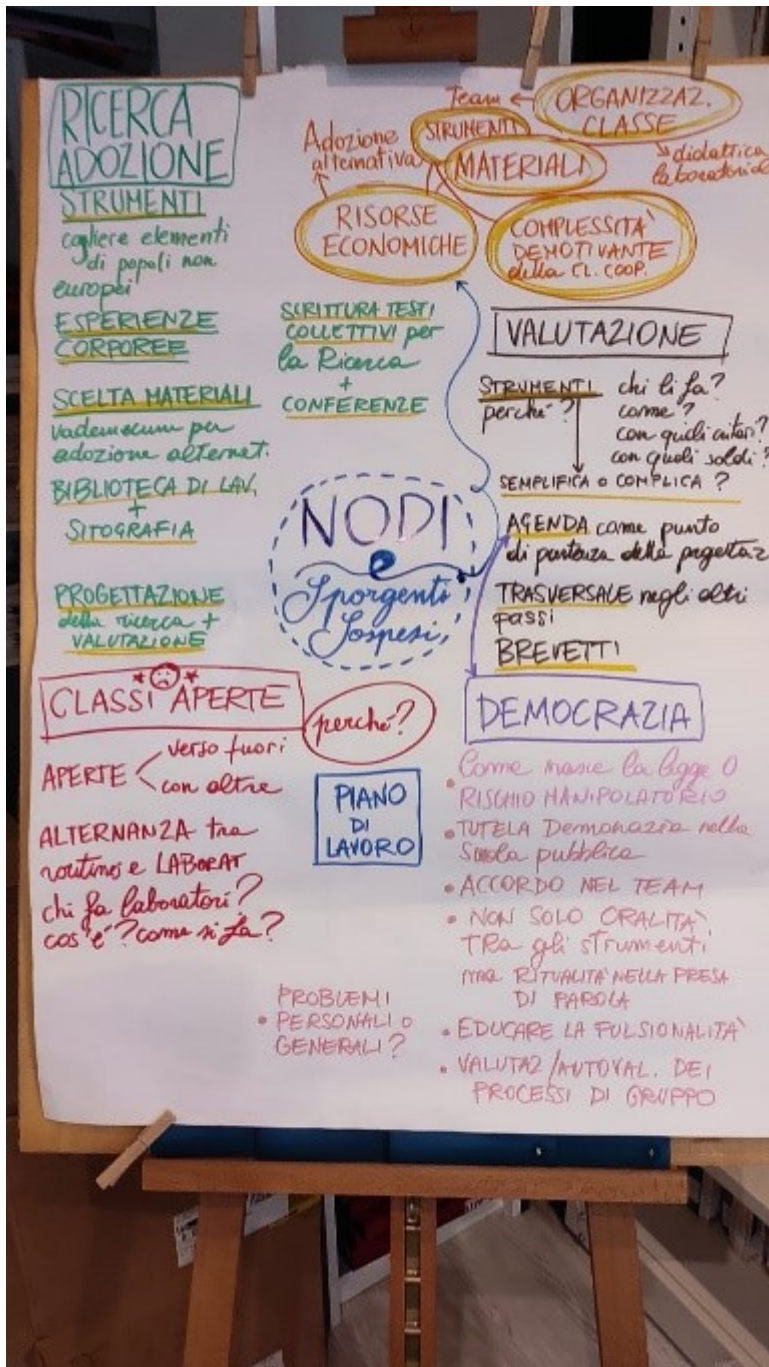 RICERCA
ADOZIONE
STRUMENTI
cogliere elementi
di popoli non
europei
ESPERIENZE
CORPOREE
SCELTA MATERIALI
vademecum per
adozione alternat.
BIBLIOTECA DI LAV.
+
SITOGRAFIA
PROGETTAZIONE
della ricerca +
VALUTAZIONE
Team
ORGANIZZAZ.
CLASSE
didattica
laboratoriale
STRUMENTI
MATERIALI
Adozione
alternativa
RISORSE
ECONOMICHE
COMPLESSITÀ
DEMOTIVANTE
della CL. COOP.
SCRITTURA TESTI
COLLETTIVI per
la Ricerca
+
CONFERENZE
VALUTAZIONE
STRUMENTI chi li fa?
perché? come?
con quali criteri?
con quali soldi?
SEMPLIFICA O COMPLICA?
AGENDA come punto
di partenza della progettaz
TRASVERSALE negli altri
passi
BREVETTI
NODI
e
Sporgenti
Sospesi
CLASSI APERTE
perché?
APERTE < verso fuori
con altre
ALTERNANZA tra
routines e LABORAT
chi fa laboratori?
cos'è? come si fa?
PIANO
DI
LAVORO
DEMOCRAZIA
Come nasce la legge O
• RISCHIO MANIPOLATORIO
• TUTELA Democrazia nella
Scuola pubblica
• ACCORDO NEL TEAM
• NON SOLO ORALITÀ
TRA gli strumenti
ma RITUALITÀ NELLA PRESA
DI PAROLA
• EDUCARE LA PULSIONALITÀ
• VALUTAZ/AUTOVAL. DEI
PROCESSI DI GRUPPO
PROBLEMI
• PERSONALI O
GENERALI?